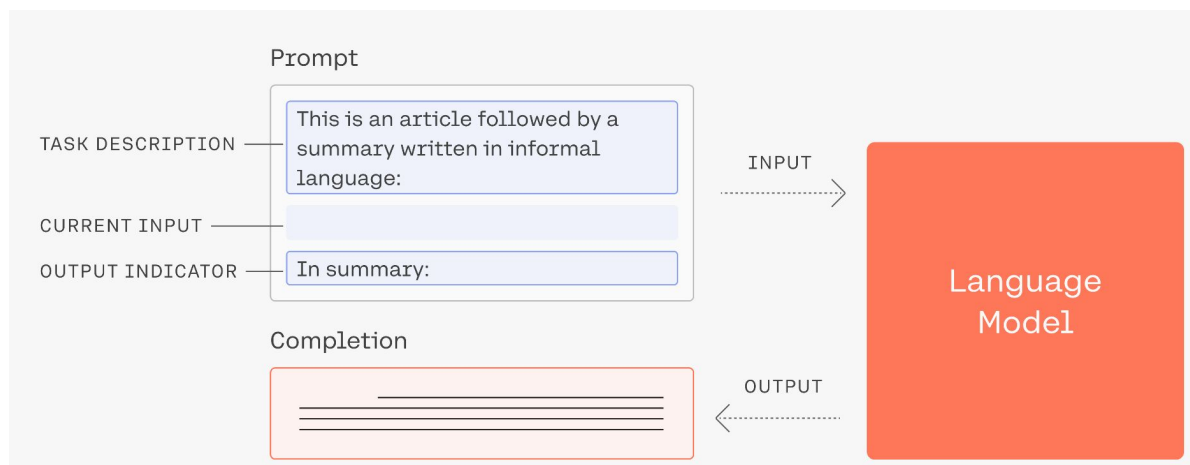 Prompt
TASK DESCRIPTION
This is an article followed by a
summary written in informal
language:
INPUT
CURRENT INPUT
OUTPUT INDICATOR
In summary:
Language
Model
Completion
OUTPUT